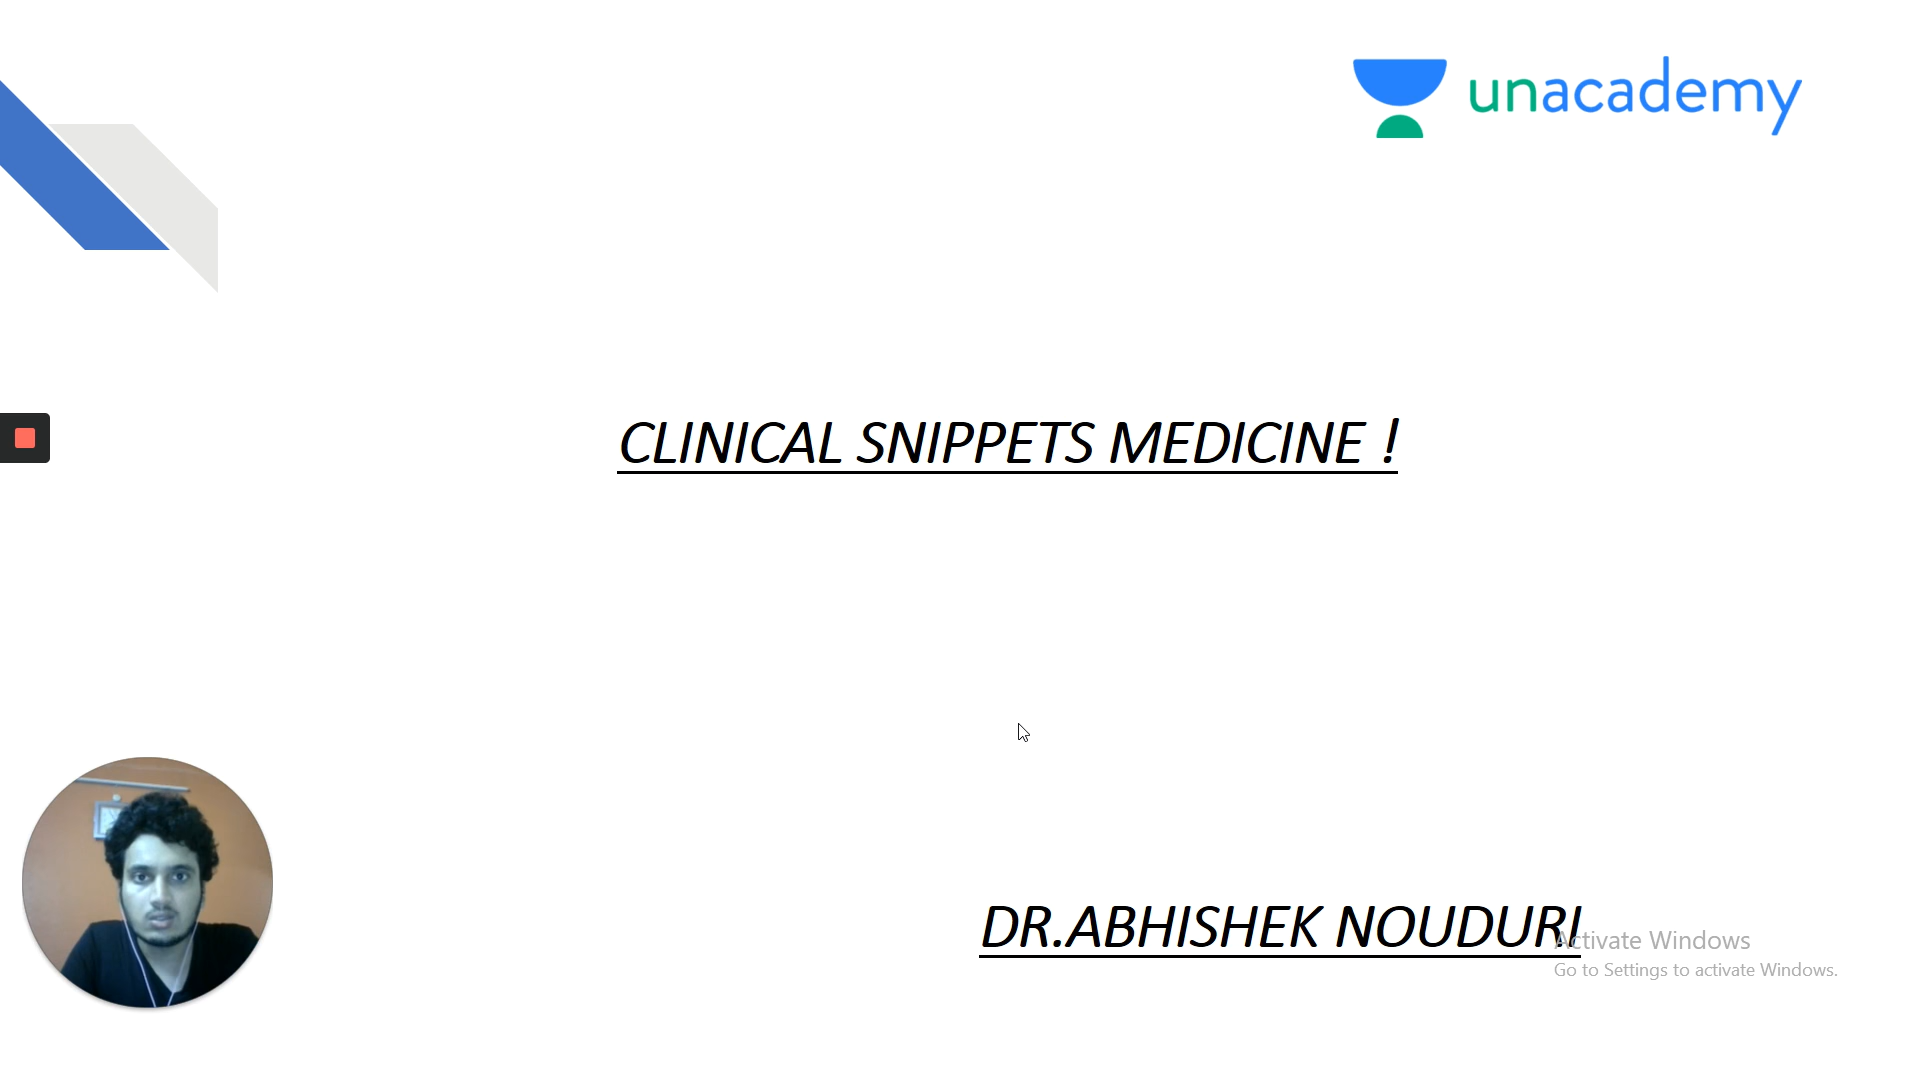 unacademy
CLINICAL SNIPPETS MEDICINE !
DR.ABHISHEK NOUDURI
Activate Windows
Go to Settings to activate Windows.